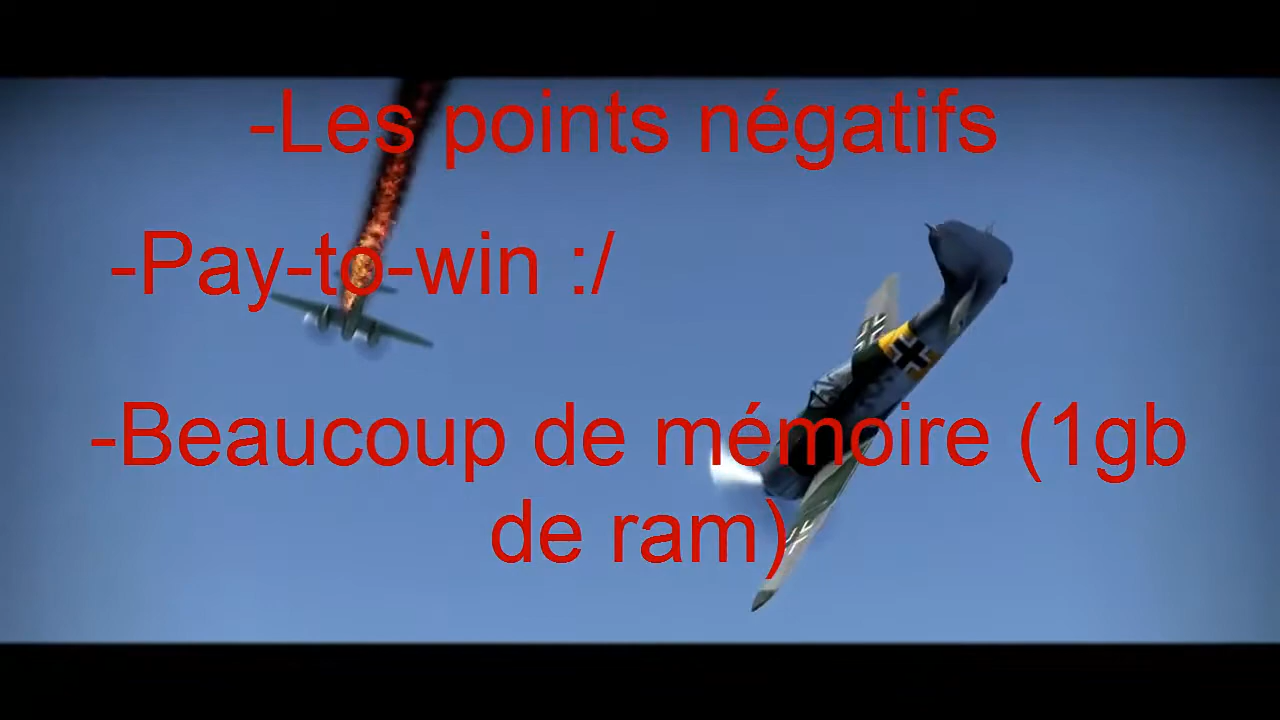 -Les points négatifs
-Pay-to-win :/
-Beaucoup de mémoire (1gb
de ram)